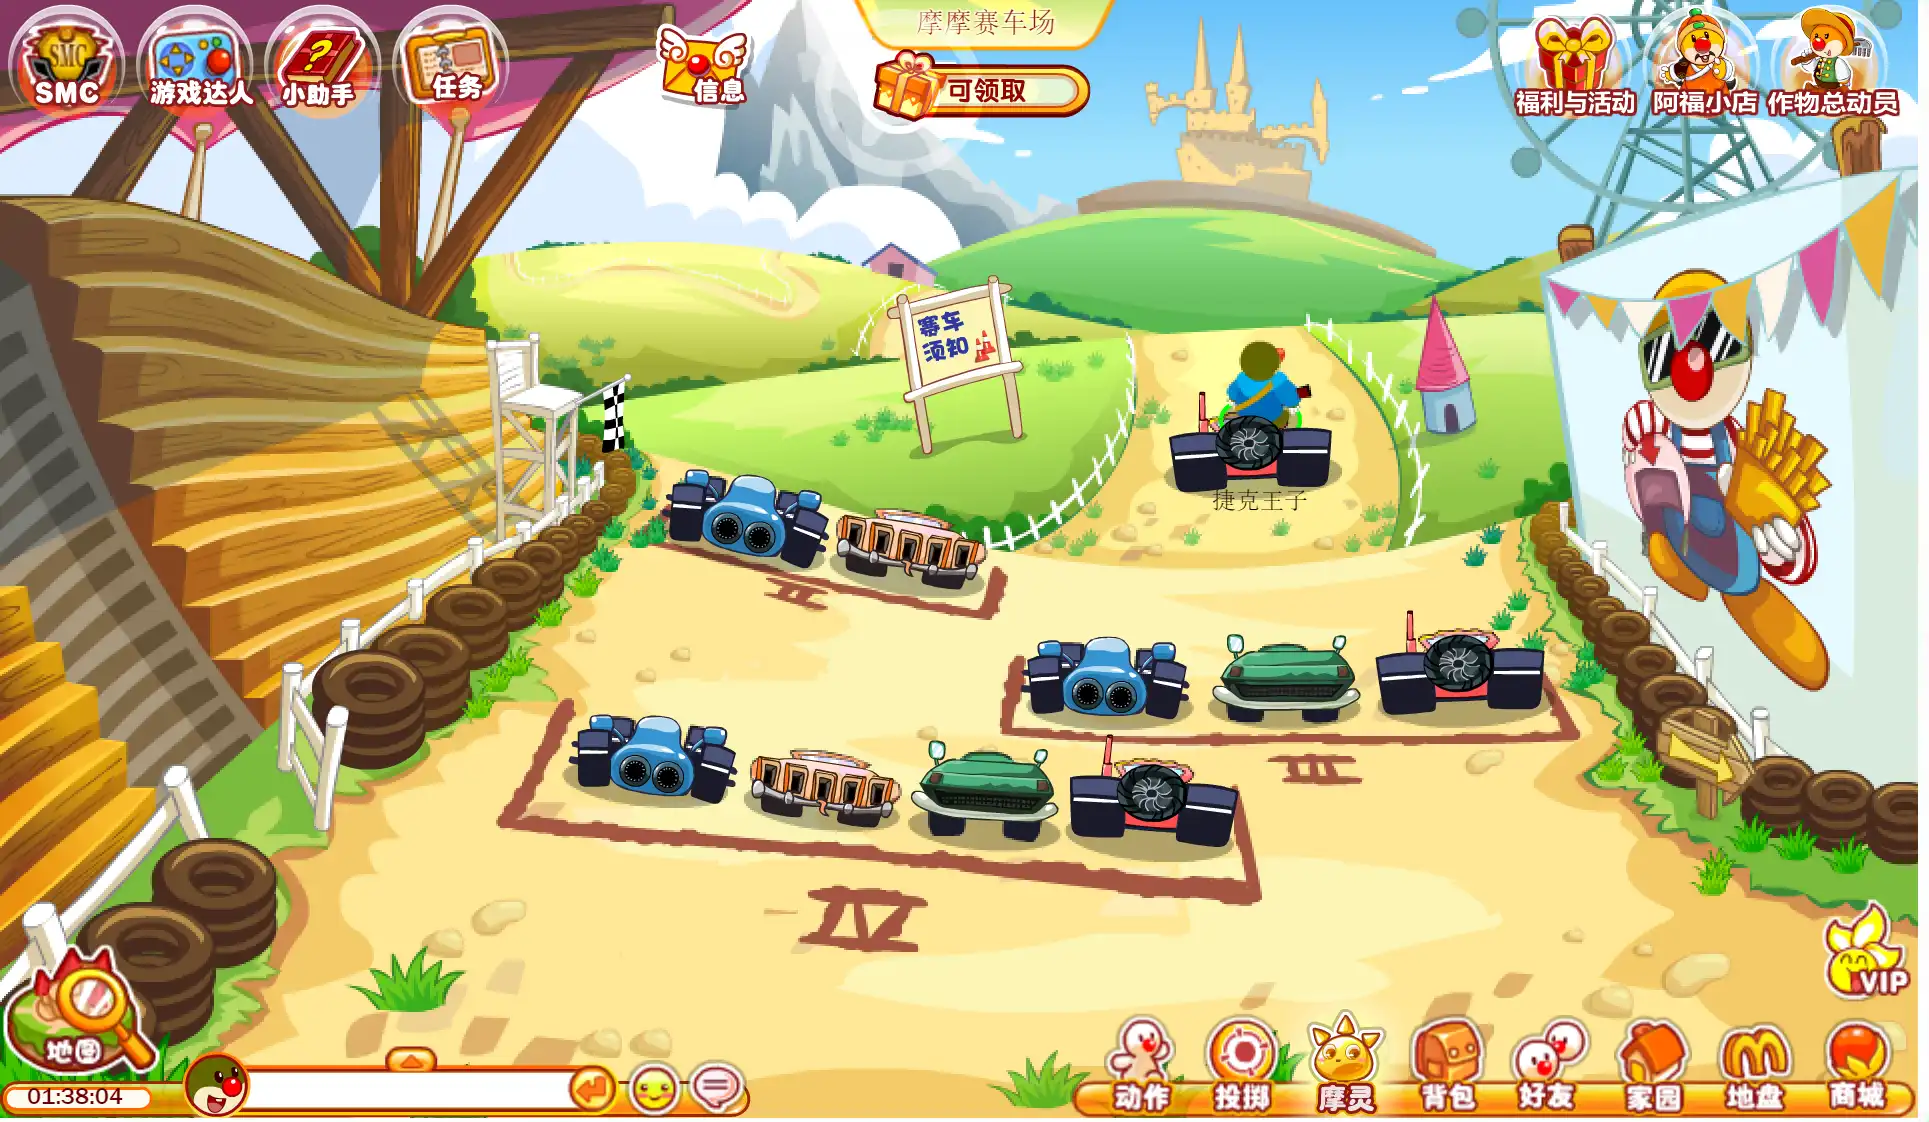 摩摩赛车场
SMC
SMC
游戏达人
小助手
任务
信息
可领取
福利与活动
阿福小店
作物总动员
赛车
须知
捷克王子
II
III
IV
VIP
地图
01:38:04
动作
投掷
摩灵
背包
好友
家园
地盘
商城